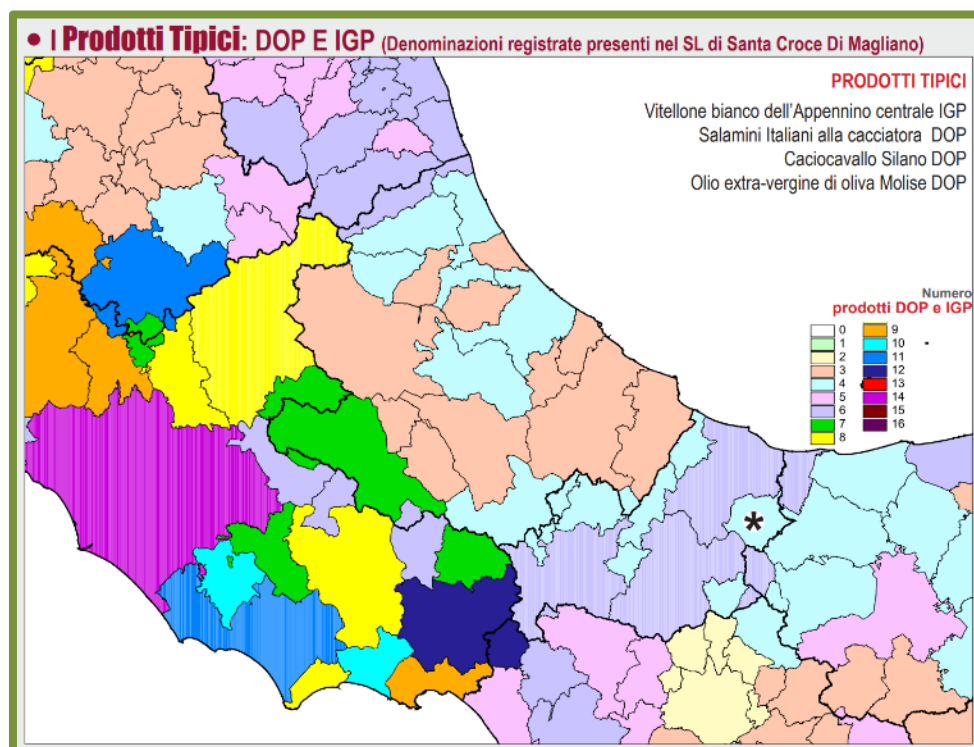 • I Prodotti Tipici: DOP E IGP (Denominazioni registrate presenti nel SL di Santa Croce Di Magliano)
PRODOTTI TIPICI
Vitellone bianco dell'Appennino centrale IGP
Salamini Italiani alla cacciatora DOP
Caciocavallo Silano DOP
Olio extra-vergine di oliva Molise DOP
Numero
prodotti DOP e IGP
0 9
1 10
2 11
3 12
4 13
5 14
6 15
7 16
8
*